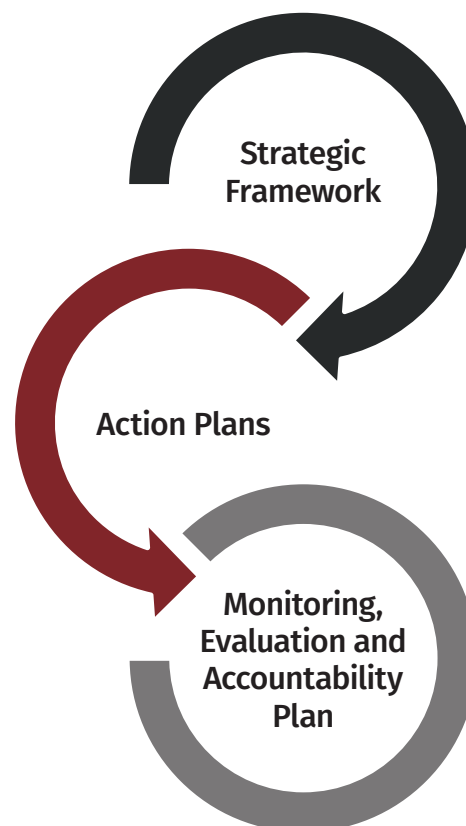 Strategic
Framework
Action Plans
Monitoring,
Evaluation and
Accountability
Plan